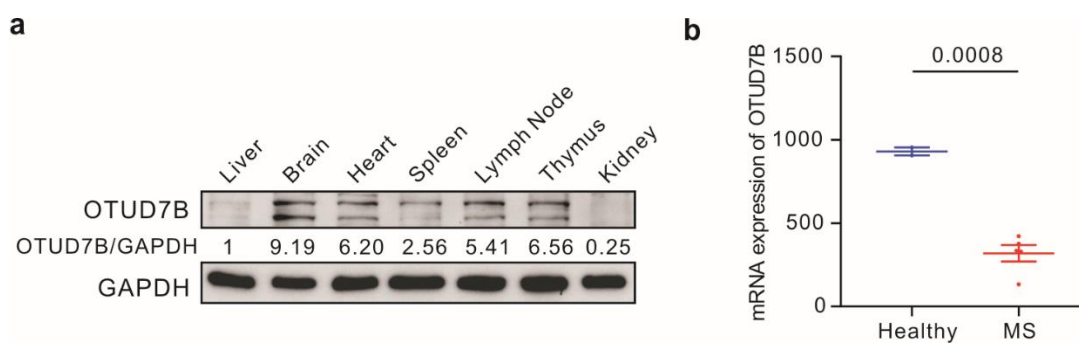 a
Liver Brain Heart Spleen Lymph Node Thymus Kidney
OTUD7B
OTUD7B/GAPDH 1 9.19 6.20 2.56 5.41 6.56 0.25
GAPDH
b
mRNA expression of OTUD7B
1500
1000
500
0
0.0008
Healthy MS